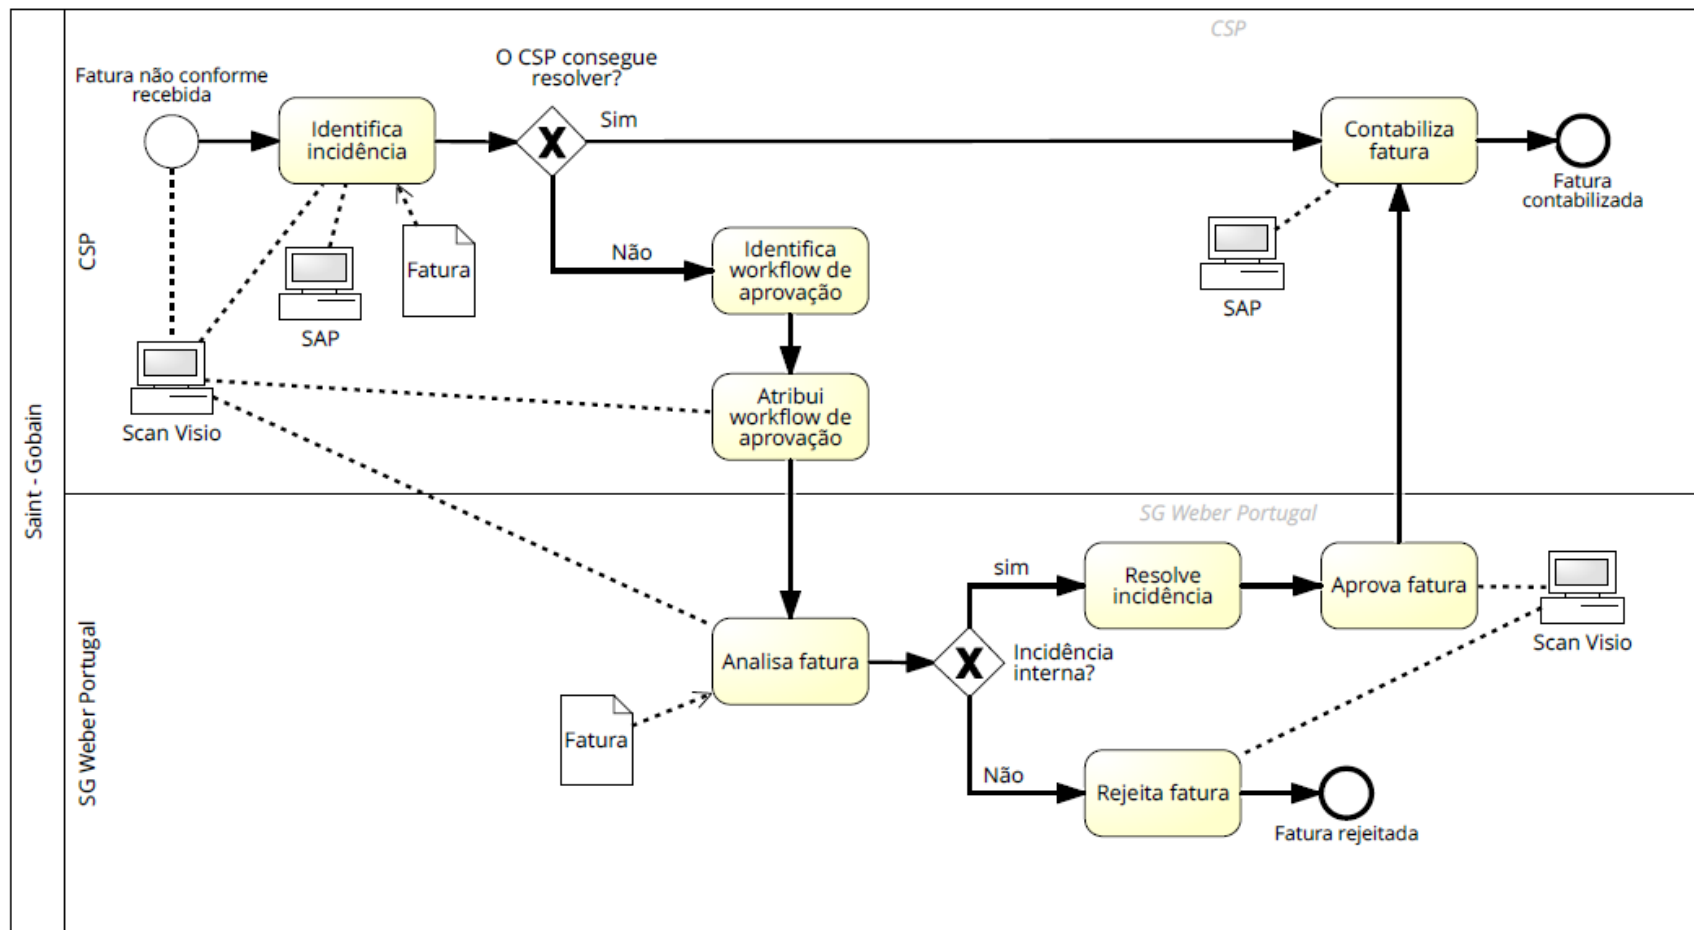 CSP
Fatura não conforme
recebida
O CSP consegue
resolver?
Identifica
incidência
Sim
Contabiliza
fatura
Fatura
contabilizada
CSP
Não
Identifica
workflow de
aprovação
Fatura
SAP
SAP
Scan Visio
Atribui
workflow de
aprovação
Saint - Gobain
SG Weber Portugal
SG Weber Portugal
sim
Resolve
incidência
Aprova fatura
Scan Visio
Analisa fatura
Incidência
interna?
Fatura
Não
Rejeita fatura
Fatura rejeitada